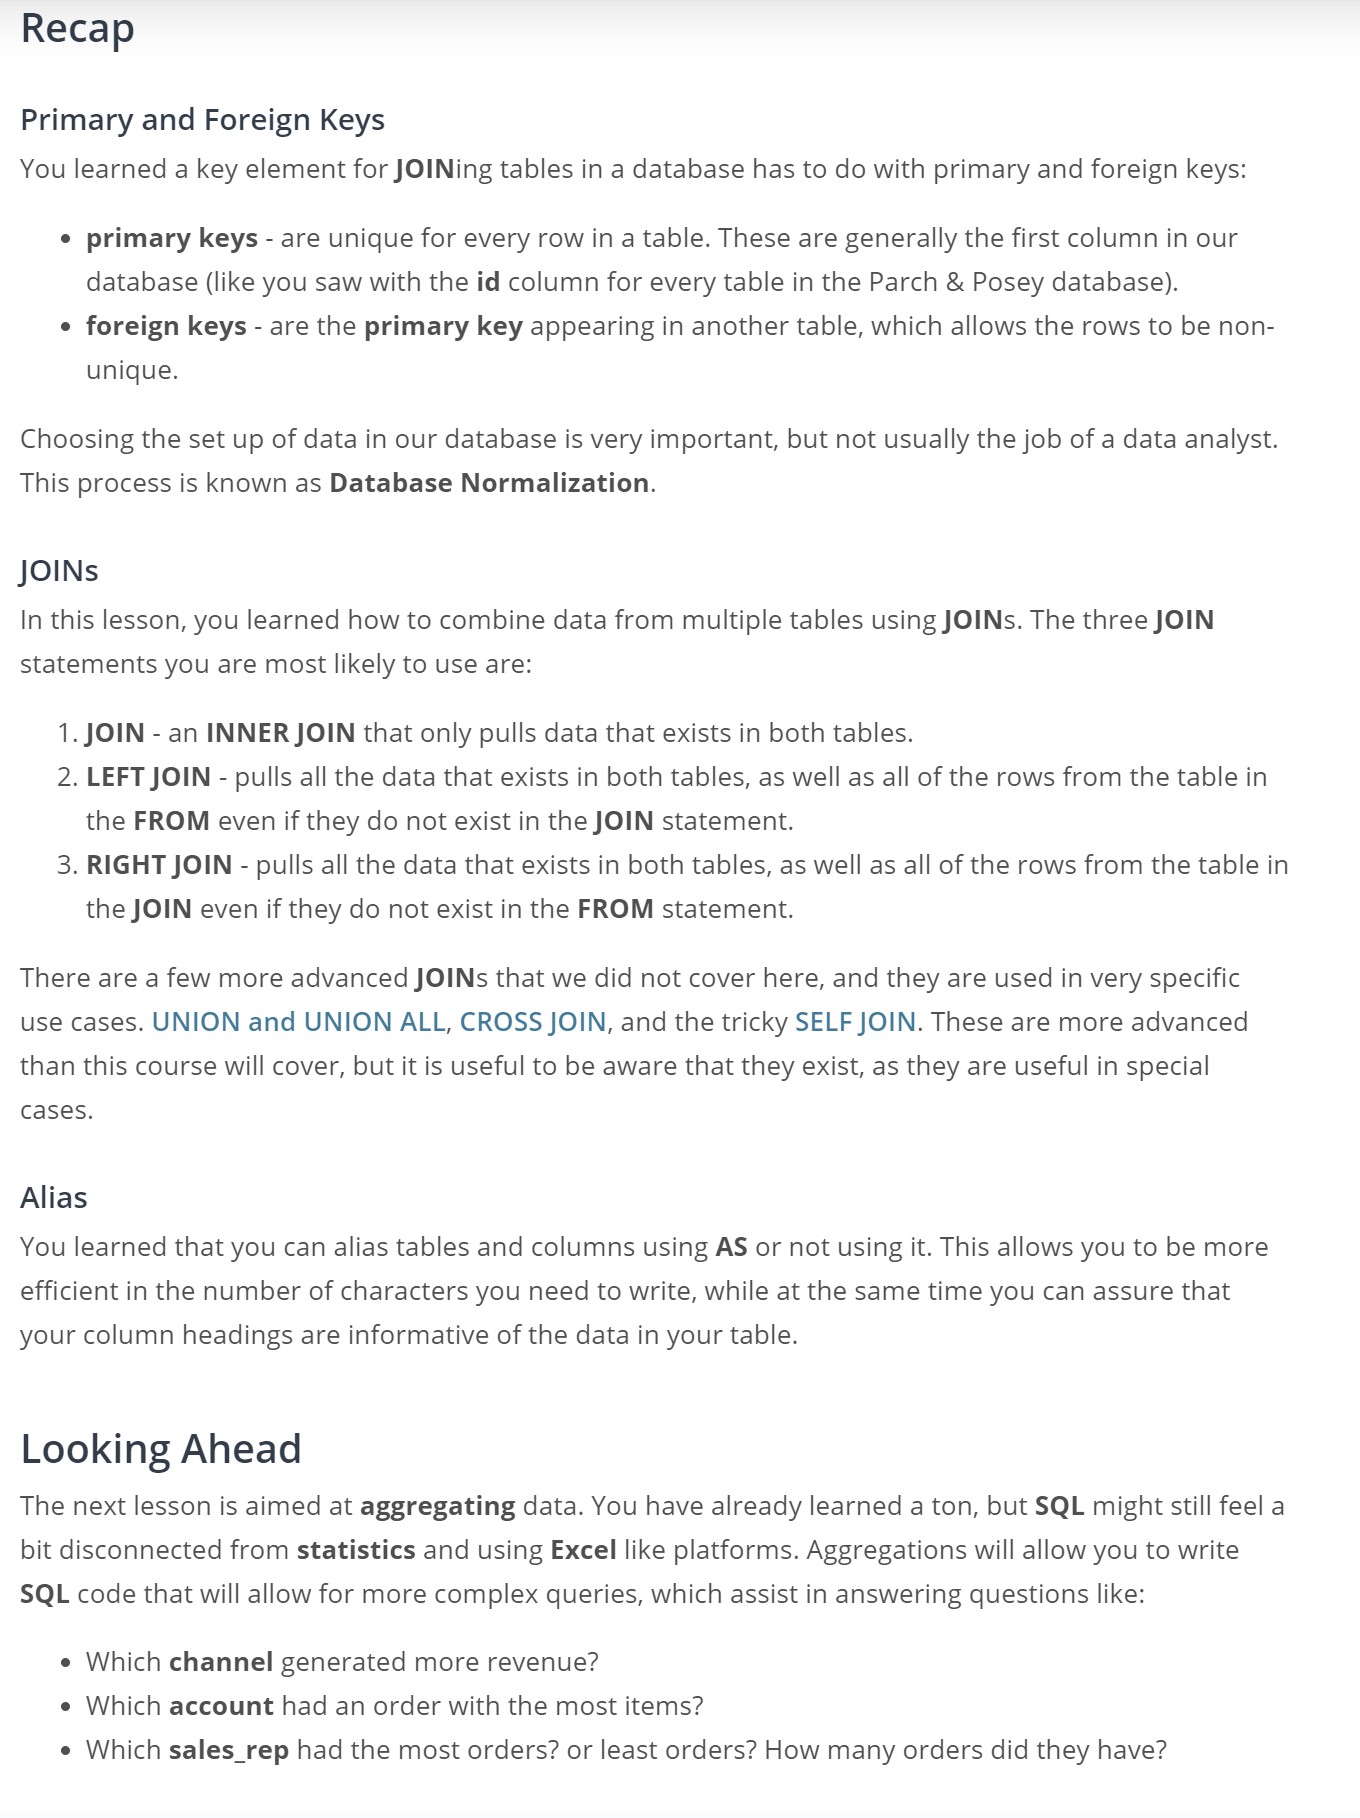 Recap
Primary and Foreign Keys
You learned a key element for JOINing tables in a database has to do with primary and foreign keys:
• primary keys - are unique for every row in a table. These are generally the first column in our
database (like you saw with the id column for every table in the Parch & Posey database).
• foreign keys - are the primary key appearing in another table, which allows the rows to be non-
unique.
Choosing the set up of data in our database is very important, but not usually the job of a data analyst.
This process is known as Database Normalization.
JOINs
In this lesson, you learned how to combine data from multiple tables using JOINs. The three JOIN
statements you are most likely to use are:
1. JOIN - an INNER JOIN that only pulls data that exists in both tables.
2. LEFT JOIN - pulls all the data that exists in both tables, as well as all of the rows from the table in
the FROM even if they do not exist in the JOIN statement.
3. RIGHT JOIN - pulls all the data that exists in both tables, as well as all of the rows from the table in
the JOIN even if they do not exist in the FROM statement.
There are a few more advanced JOINs that we did not cover here, and they are used in very specific
use cases. UNION and UNION ALL, CROSS JOIN, and the tricky SELF JOIN. These are more advanced
than this course will cover, but it is useful to be aware that they exist, as they are useful in special
cases.
Alias
You learned that you can alias tables and columns using AS or not using it. This allows you to be more
efficient in the number of characters you need to write, while at the same time you can assure that
your column headings are informative of the data in your table.
Looking Ahead
The next lesson is aimed at aggregating data. You have already learned a ton, but SQL might still feel a
bit disconnected from statistics and using Excel like platforms. Aggregations will allow you to write
SQL code that will allow for more complex queries, which assist in answering questions like:
• Which channel generated more revenue?
• Which account had an order with the most items?
• Which sales_rep had the most orders? or least orders? How many orders did they have?